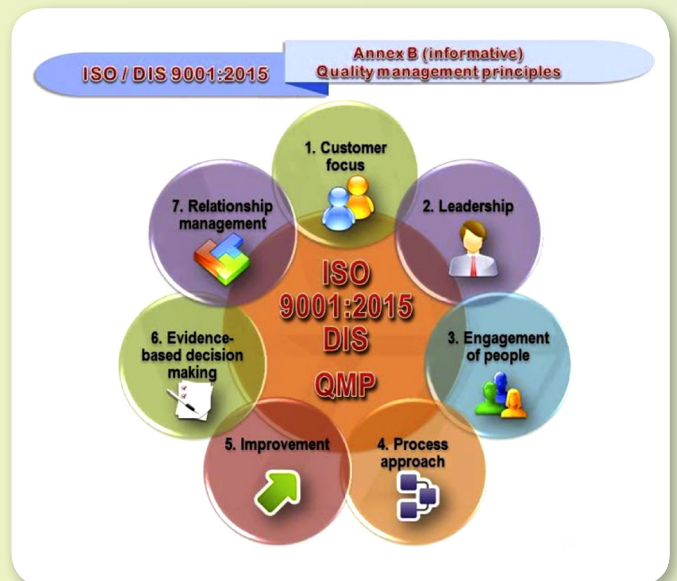 ISO / DIS 9001:2015
Annex B (informative)
Quality management principles
1. Customer
focus
2. Leadership
3. Engagement
of people
4. Process
approach
5. Improvement
6. Evidence-
based decision
making
7. Relationship
management
ISO
9001:2015
DIS
QMP